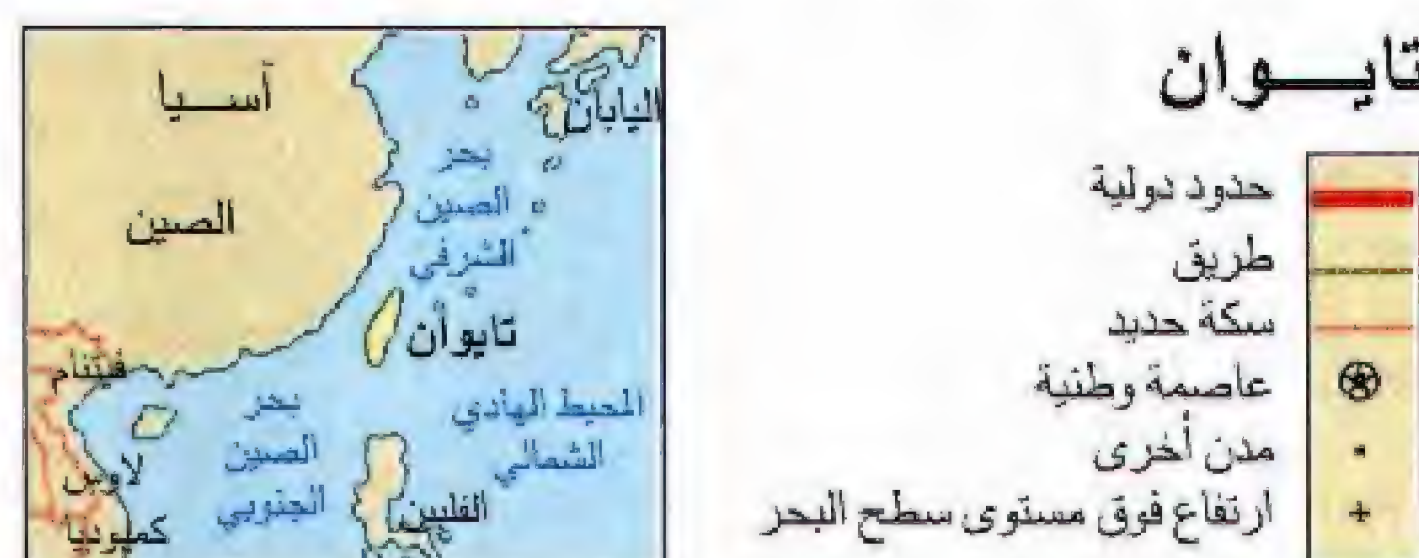 تايـــوان
حدود دولية
طريق
سكة حديد
عاصمة وطنية
مدن أخرى
ارتفاع فوق مستوى سطح البحر
آســـيا
اليابان
بحر
الصين
الشرقي
الصين
تايوان
فيتنام
بحر
الصين
الجنوبي
المحيط الهادي
الشمالي
لاوس
الفلبين
كمبوديا